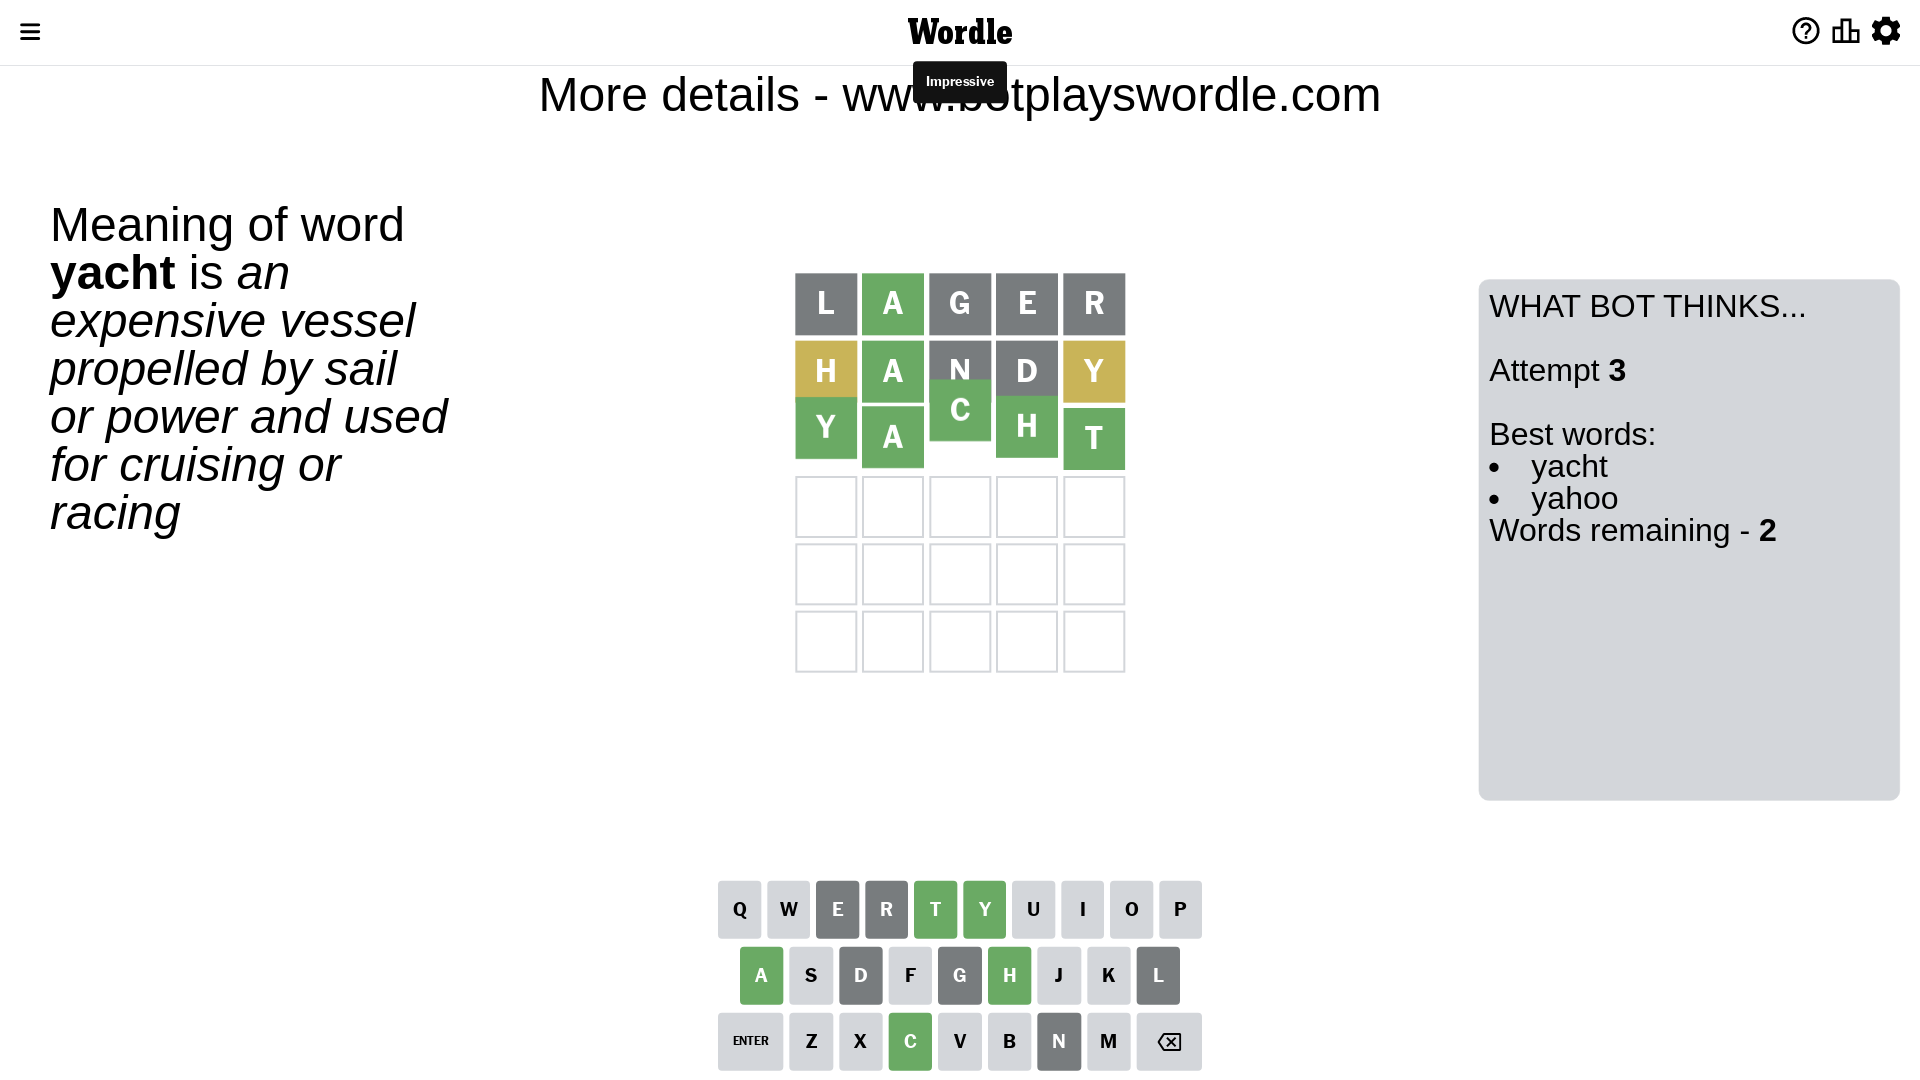 Wordle
Impressive
More details - www.botplayswordle.com
Meaning of word
yacht is an
expensive vessel
propelled by sail
or power and used
for cruising or
racing
L A G E R
H A N D Y
Y A C H T
WHAT BOT THINKS...
Attempt 3
Best words:
• yacht
• yahoo
Words remaining - 2
Q W E R T Y U I O P
A S D F G H J K L
ENTER Z X C V B N M